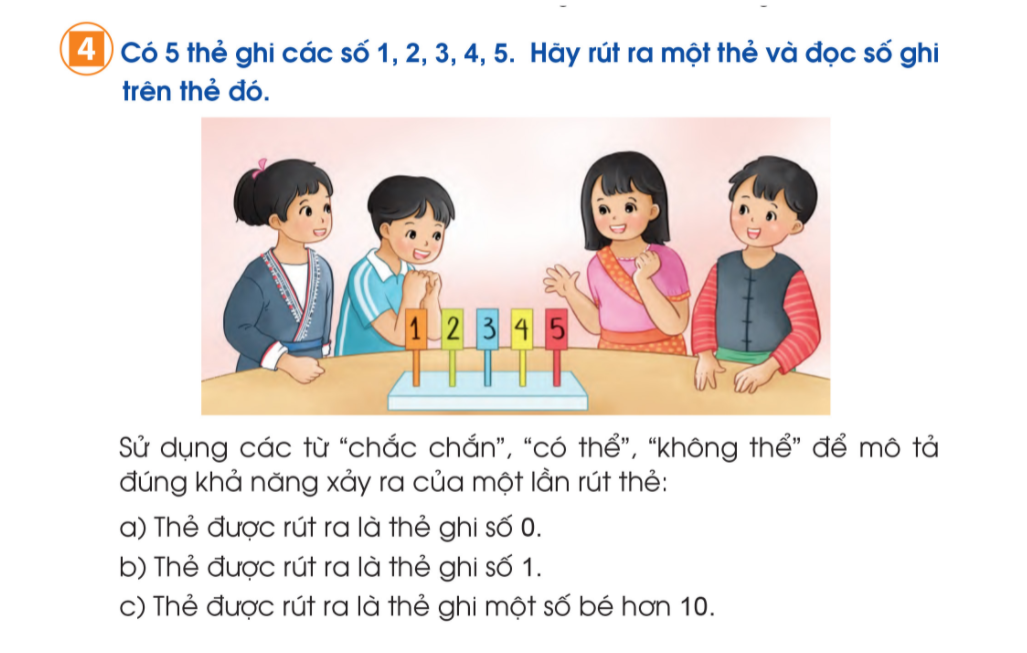 4 Có 5 thẻ ghi các số 1, 2, 3, 4, 5. Hãy rút ra một thẻ và đọc số ghi
trên thẻ đó.
1 2 3 4 5
Sử dụng các từ “chắc chắn”, “có thể”, “không thể” để mô tả
đúng khả năng xảy ra của một lần rút thẻ:
a) Thẻ được rút ra là thẻ ghi số 0.
b) Thẻ được rút ra là thẻ ghi số 1.
c) Thẻ được rút ra là thẻ ghi một số bé hơn 10.